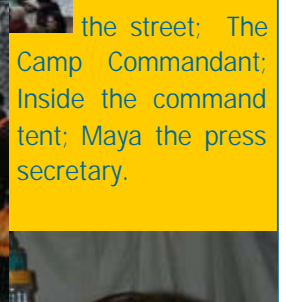 the street; The
Camp Commandant;
Inside the command
tent; Maya the press
secretary.